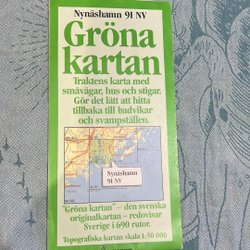 Nynäshamn 91 NV
Gröna
kartan
Traktens karta med
småvägar, hus och stigar.
Gör det lätt att hitta
tillbaka till badvikar
och svampställen.
Nynäshamn
91 NV
"Gröna kartan" – den svenska
originalkartan – redovisar
Sverige i 690 rutor.
Topografiska kartan skala 1:50 000